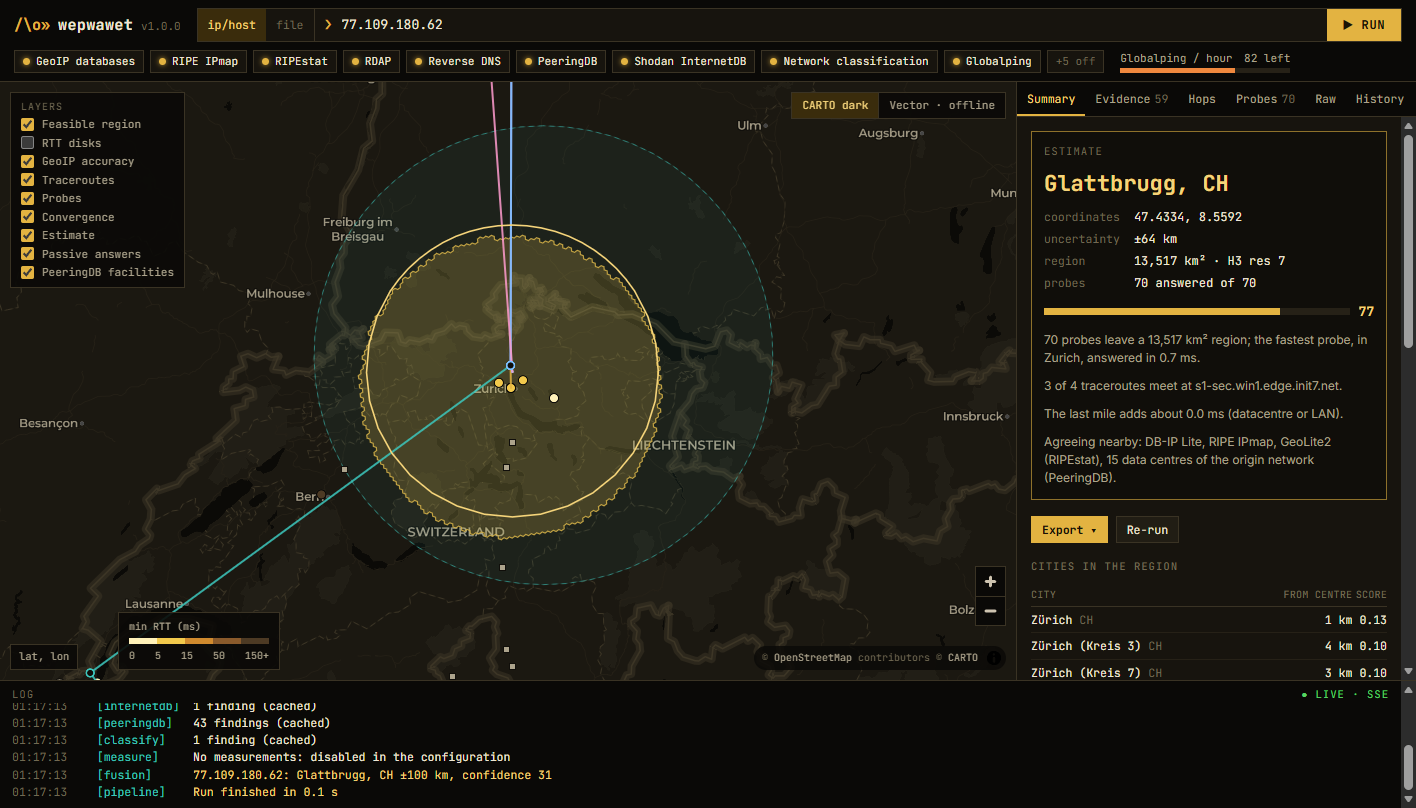 /\o» wepwawet v1.0.0 ip/host file ❯ 77.109.180.62 ▶ RUN
GeoIP databases RIPE IPmap RIPEstat RDAP Reverse DNS PeeringDB Shodan InternetDB Network classification Globalping +5 off Globalping / hour 82 left
LAYERS
Feasible region
RTT disks
GeoIP accuracy
Traceroutes
Probes
Convergence
Estimate
Passive answers
PeeringDB facilities
CARTO dark Vector · offline
Ulm
Augsburg
Mun
Freiburg im
Breisgau
Mulhouse
Zürich
Besançon
Innsbruck
LIECHTENSTEIN
Ber.
SWITZERLAND
Lausanne
Bolz
min RTT (ms)
0 5 15 50 150+
lat, lon
+
−
© OpenStreetMap contributors © CARTO
Summary Evidence 59 Hops Probes 70 Raw History
ESTIMATE
Glattbrugg, CH
coordinates 47.4334, 8.5592
uncertainty ±64 km
region 13,517 km² · H3 res 7
probes 70 answered of 70
77
70 probes leave a 13,517 km² region; the fastest probe, in
Zurich, answered in 0.7 ms.
3 of 4 traceroutes meet at s1-sec.win1.edge.init7.net.
The last mile adds about 0.0 ms (datacentre or LAN).
Agreeing nearby: DB-IP Lite, RIPE IPmap, GeoLite2
(RIPEstat), 15 data centres of the origin network
(PeeringDB).
Export ▾ Re-run
CITIES IN THE REGION
CITY FROM CENTRE SCORE
Zürich CH 1 km 0.13
Zürich (Kreis 3) CH 4 km 0.10
Zürich (Kreis 7) CH 3 km 0.10
LOG ● LIVE · SSE
01:17:13 [internetdb] 1 finding (cached)
01:17:13 [peeringdb] 43 findings (cached)
01:17:13 [classify] 1 finding (cached)
01:17:13 [measure] No measurements: disabled in the configuration
01:17:13 [fusion] 77.109.180.62: Glattbrugg, CH ±100 km, confidence 31
01:17:13 [pipeline] Run finished in 0.1 s